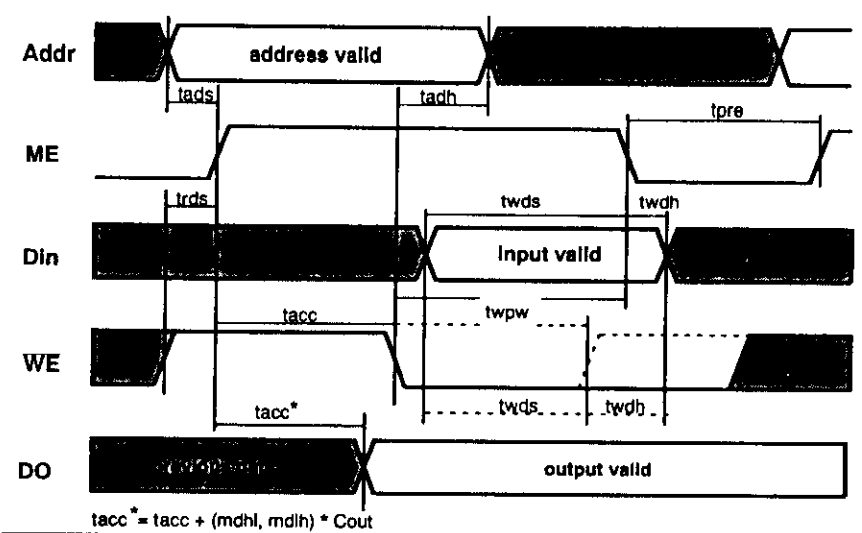 Addr address valid
tads tadh tpre
ME
trds twds twdh
Din Input valid
tacc twpw
WE
twds twdh
tacc*
DO output valid
tacc* = tacc + (mdhl, mdlh) * Cout